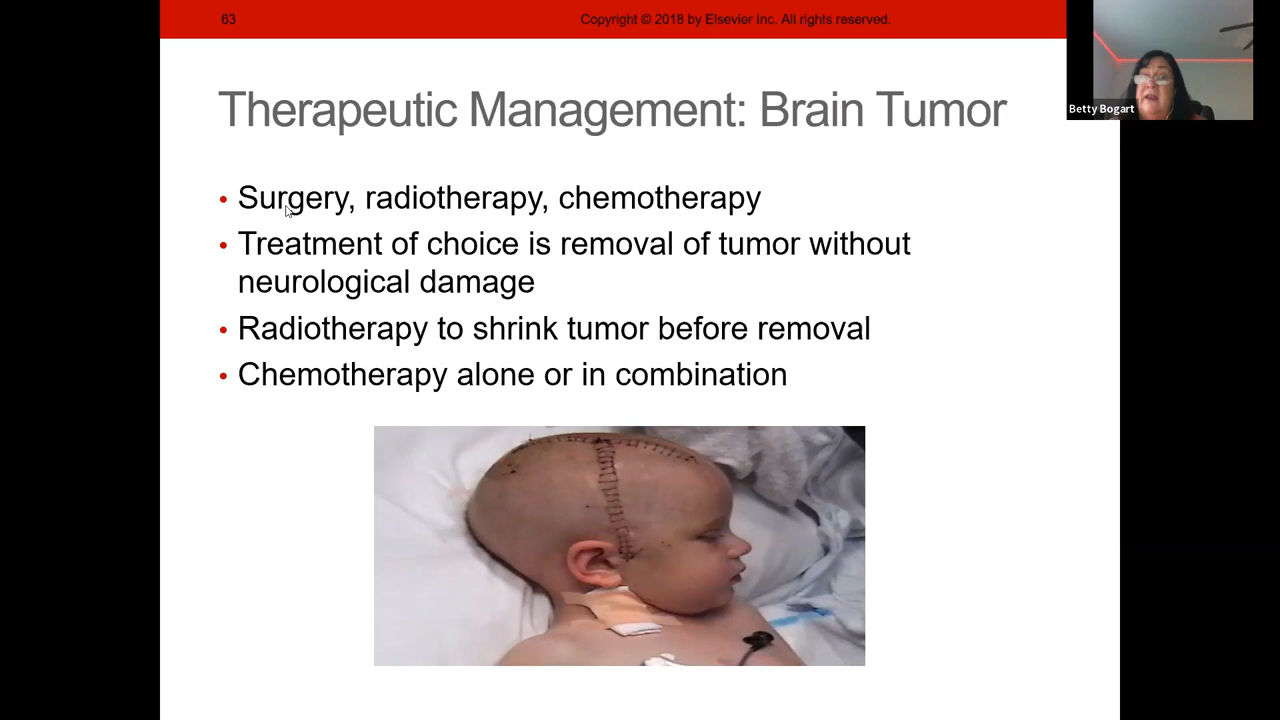 63
Copyright © 2018 by Elsevier Inc. All rights reserved.
Betty Bogart
Therapeutic Management: Brain Tumor
• Surgery, radiotherapy, chemotherapy
• Treatment of choice is removal of tumor without
neurological damage
• Radiotherapy to shrink tumor before removal
• Chemotherapy alone or in combination